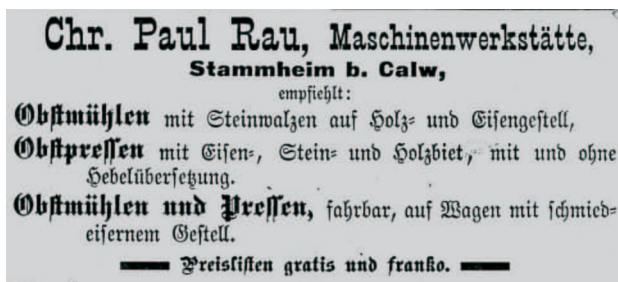 Chr. Paul Rau, Maschinenwerkstätte,
Stammheim b. Calw,
empfiehlt:
Obstmühlen mit Steinwalzen auf Holz- und Eisengestell,
Obstpressen mit Eisen-, Stein- und Holzbiet, mit und ohne
Hebelübersetzung.
Obstmühlen und Pressen, fahrbar, auf Wagen mit schmied-
eisernem Gestell.
Preislisten gratis und franko.